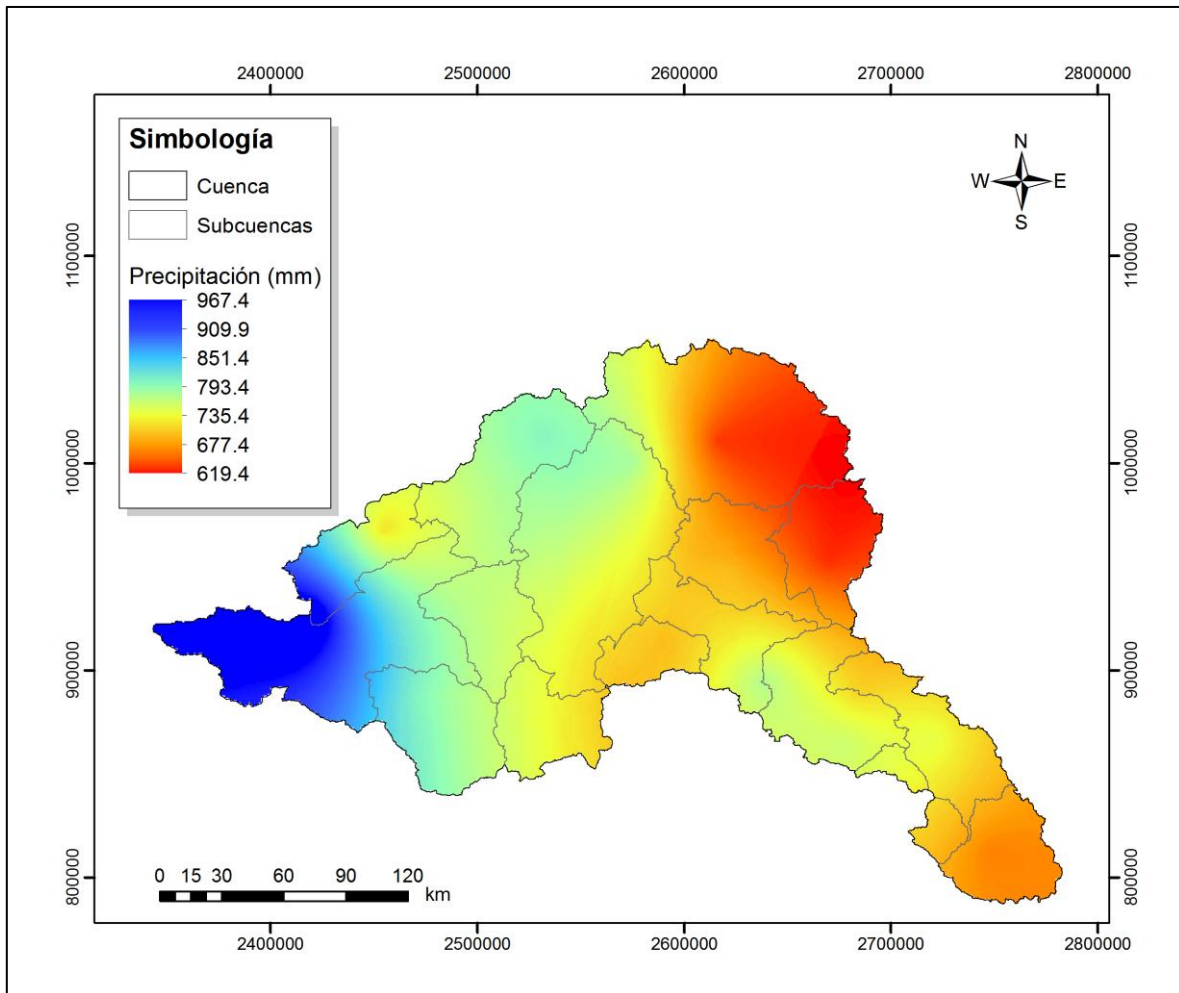 2400000 2500000 2600000 2700000 2800000
Simbología
Cuenca
Subcuencas
Precipitación (mm)
967.4
909.9
851.4
793.4
735.4
677.4
619.4
N
W E
S
1100000 1100000
1000000 1000000
900000 900000
800000 800000
0 15 30 60 90 120
km
2400000 2500000 2600000 2700000 2800000